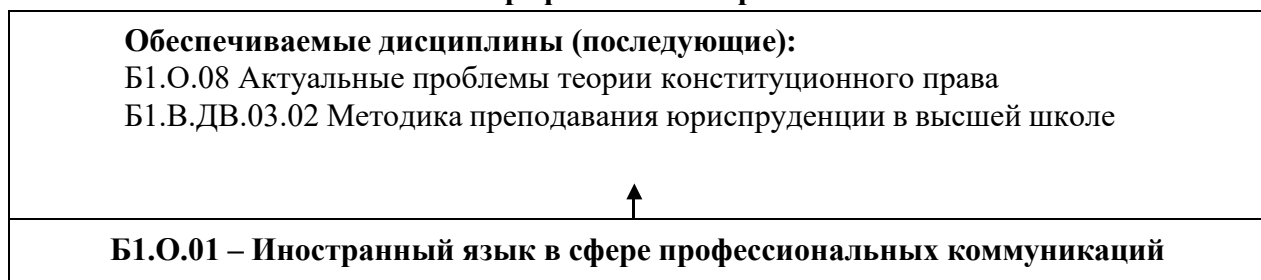 Обеспечиваемые дисциплины (последующие):
Б1.О.08 Актуальные проблемы теории конституционного права
Б1.В.ДВ.03.02 Методика преподавания юриспруденции в высшей школе
Б1.О.01 – Иностранный язык в сфере профессиональных коммуникаций